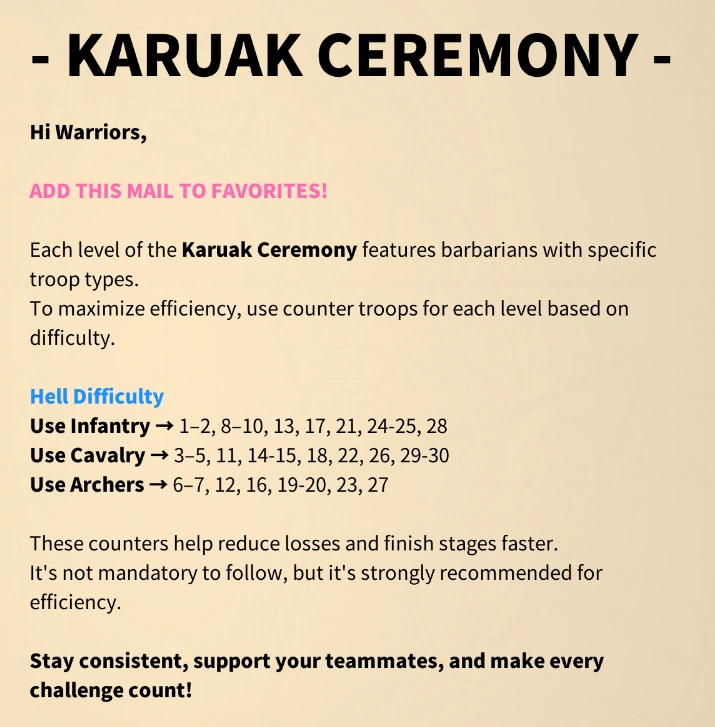 - KARUAK CEREMONY -
Hi Warriors,
ADD THIS MAIL TO FAVORITES!
Each level of the Karuak Ceremony features barbarians with specific
troop types.
To maximize efficiency, use counter troops for each level based on
difficulty.
Hell Difficulty
Use Infantry → 1–2, 8–10, 13, 17, 21, 24-25, 28
Use Cavalry → 3–5, 11, 14-15, 18, 22, 26, 29-30
Use Archers → 6–7, 12, 16, 19-20, 23, 27
These counters help reduce losses and finish stages faster.
It's not mandatory to follow, but it's strongly recommended for
efficiency.
Stay consistent, support your teammates, and make every
challenge count!